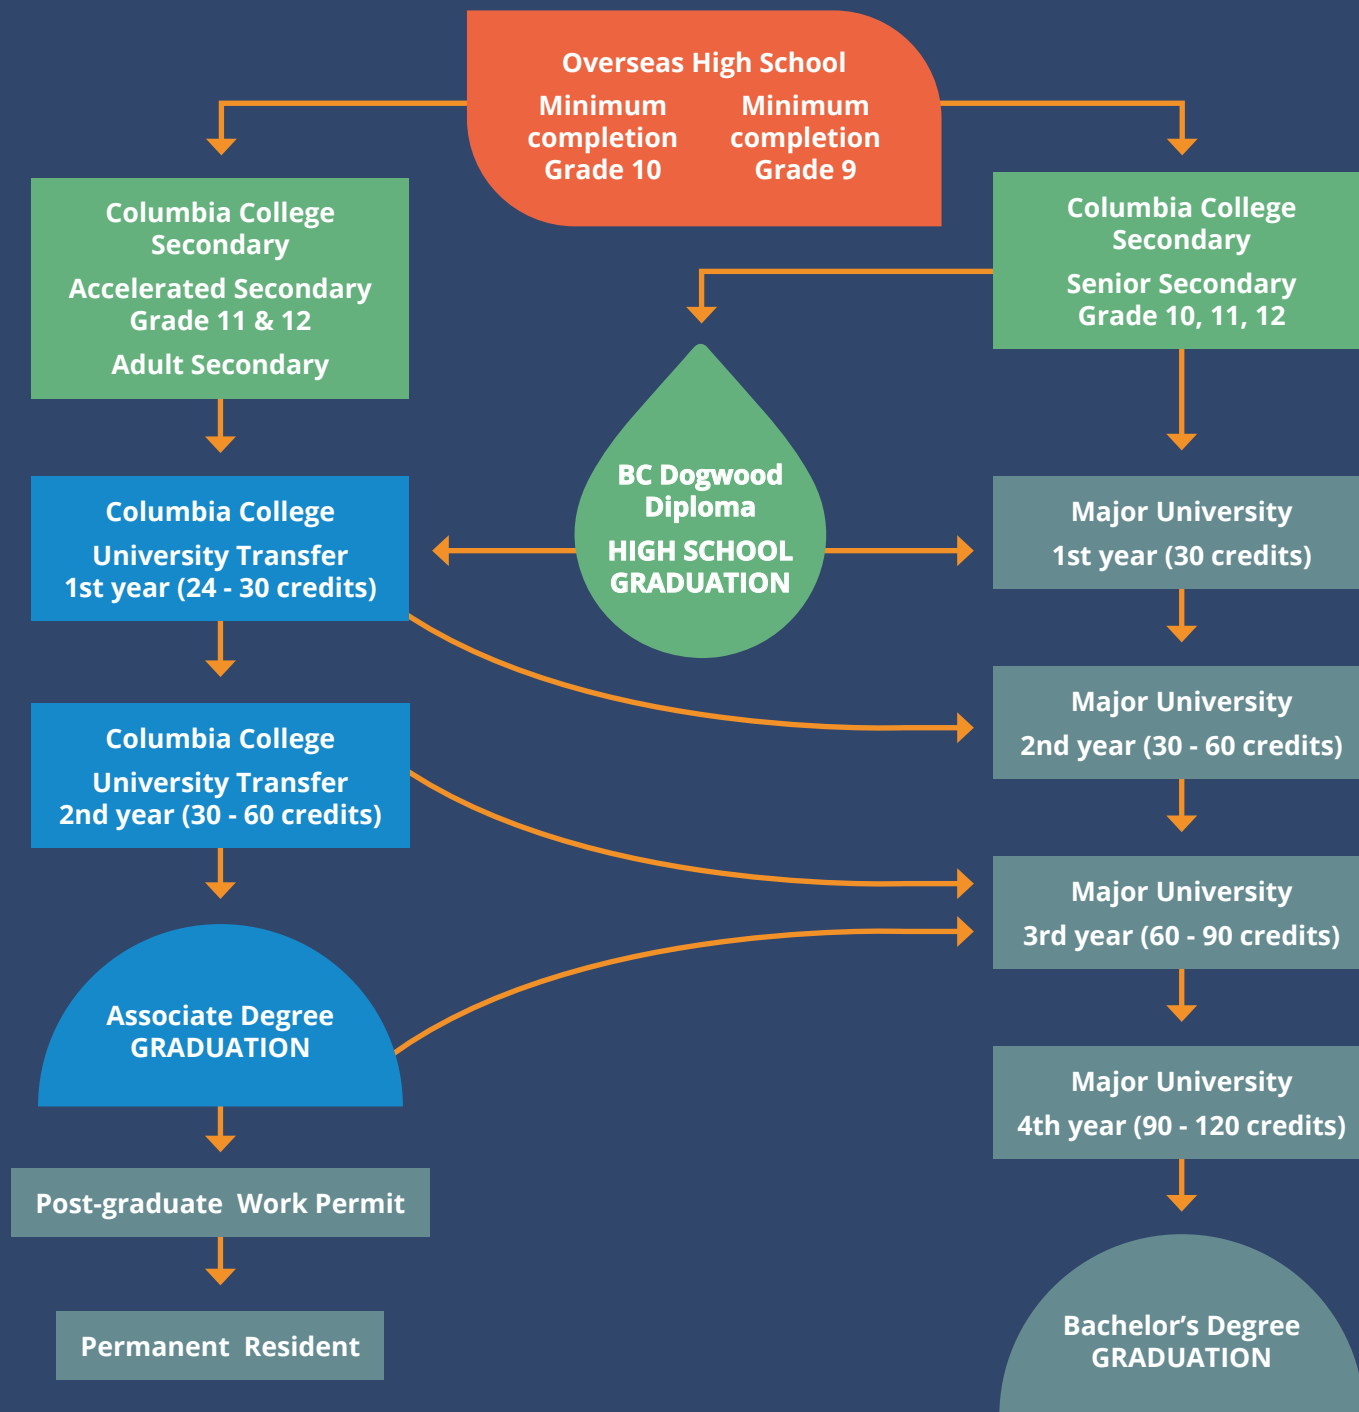 Overseas High School
Minimum
completion
Grade 10
Minimum
completion
Grade 9
Columbia College
Secondary
Accelerated Secondary
Grade 11 & 12
Adult Secondary
Columbia College
Secondary
Senior Secondary
Grade 10, 11, 12
BC Dogwood
Diploma
HIGH SCHOOL
GRADUATION
Columbia College
University Transfer
1st year (24 - 30 credits)
Major University
1st year (30 credits)
Columbia College
University Transfer
2nd year (30 - 60 credits)
Major University
2nd year (30 - 60 credits)
Major University
3rd year (60 - 90 credits)
Associate Degree
GRADUATION
Major University
4th year (90 - 120 credits)
Post-graduate Work Permit
Permanent Resident
Bachelor’s Degree
GRADUATION